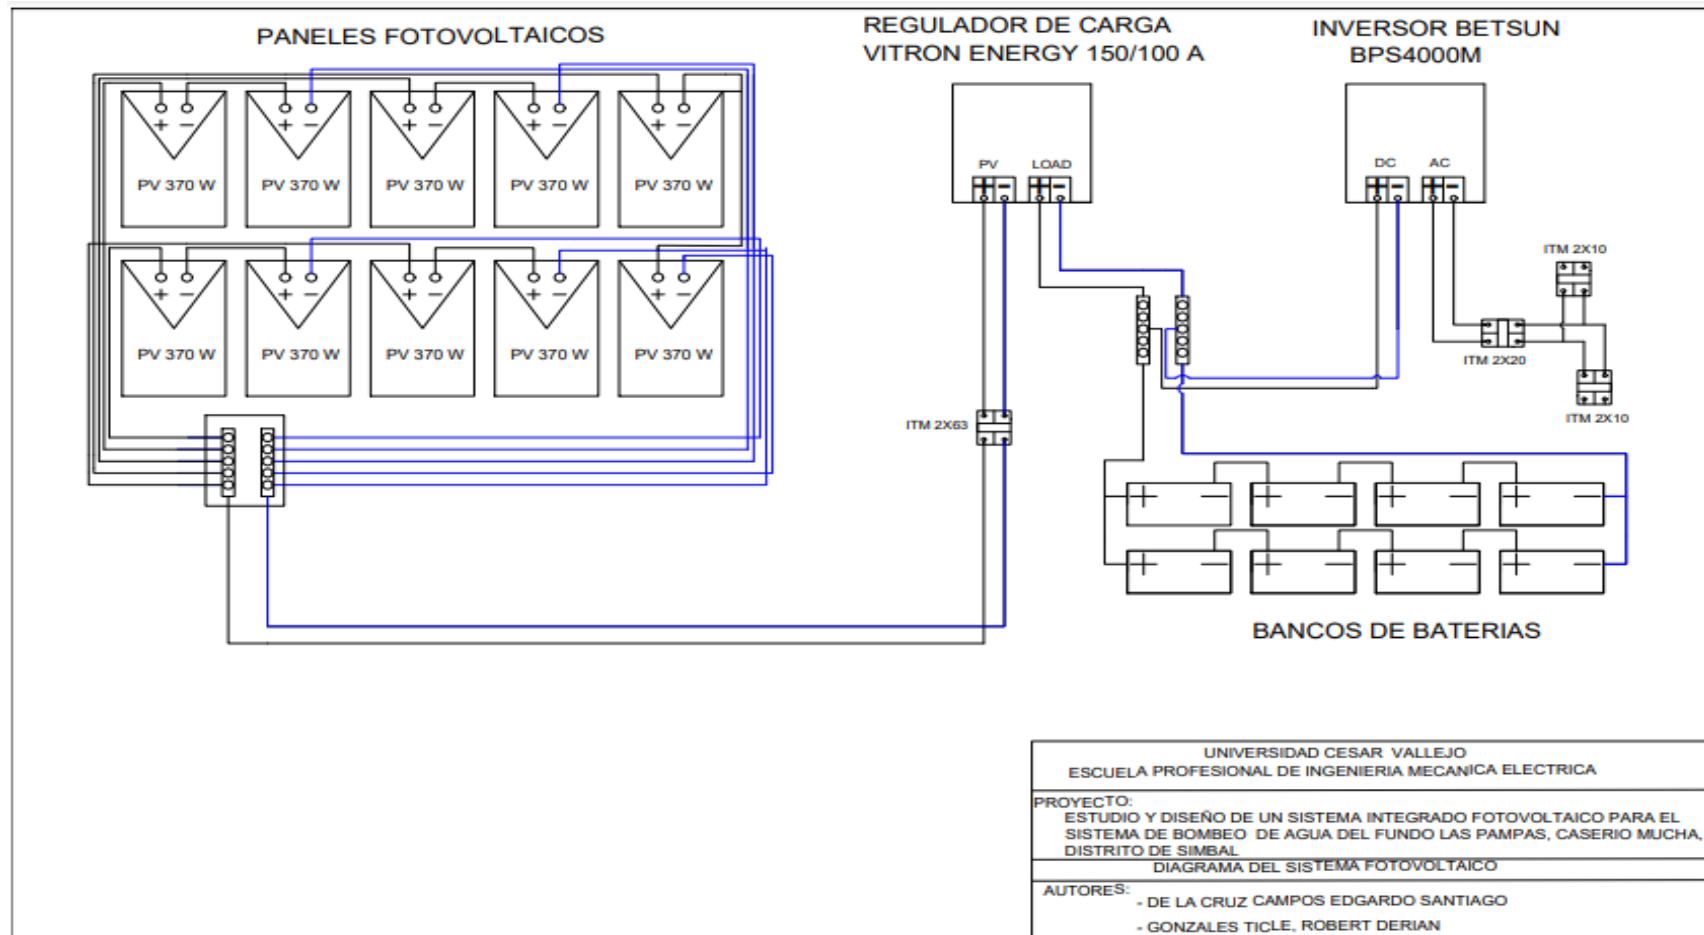 PANELES FOTOVOLTAICOS
REGULADOR DE CARGA
VITRON ENERGY 150/100 A
INVERSOR BETSUN
BPS4000M
+ − + − + − + − + −
PV 370 W PV 370 W PV 370 W PV 370 W PV 370 W
+ − + − + − + − + −
PV 370 W PV 370 W PV 370 W PV 370 W PV 370 W
PV LOAD
+ − + −
DC AC
+ − + −
ITM 2X10
ITM 2X20
ITM 2X10
ITM 2X63
+ − + − + − + −
+ − + − + − + −
BANCOS DE BATERIAS
UNIVERSIDAD CESAR VALLEJO
ESCUELA PROFESIONAL DE INGENIERIA MECANICA ELECTRICA
PROYECTO:
ESTUDIO Y DISEÑO DE UN SISTEMA INTEGRADO FOTOVOLTAICO PARA EL
SISTEMA DE BOMBEO DE AGUA DEL FUNDO LAS PAMPAS, CASERIO MUCHA,
DISTRITO DE SIMBAL
DIAGRAMA DEL SISTEMA FOTOVOLTAICO
AUTORES:
- DE LA CRUZ CAMPOS EDGARDO SANTIAGO
- GONZALES TICLE, ROBERT DERIAN